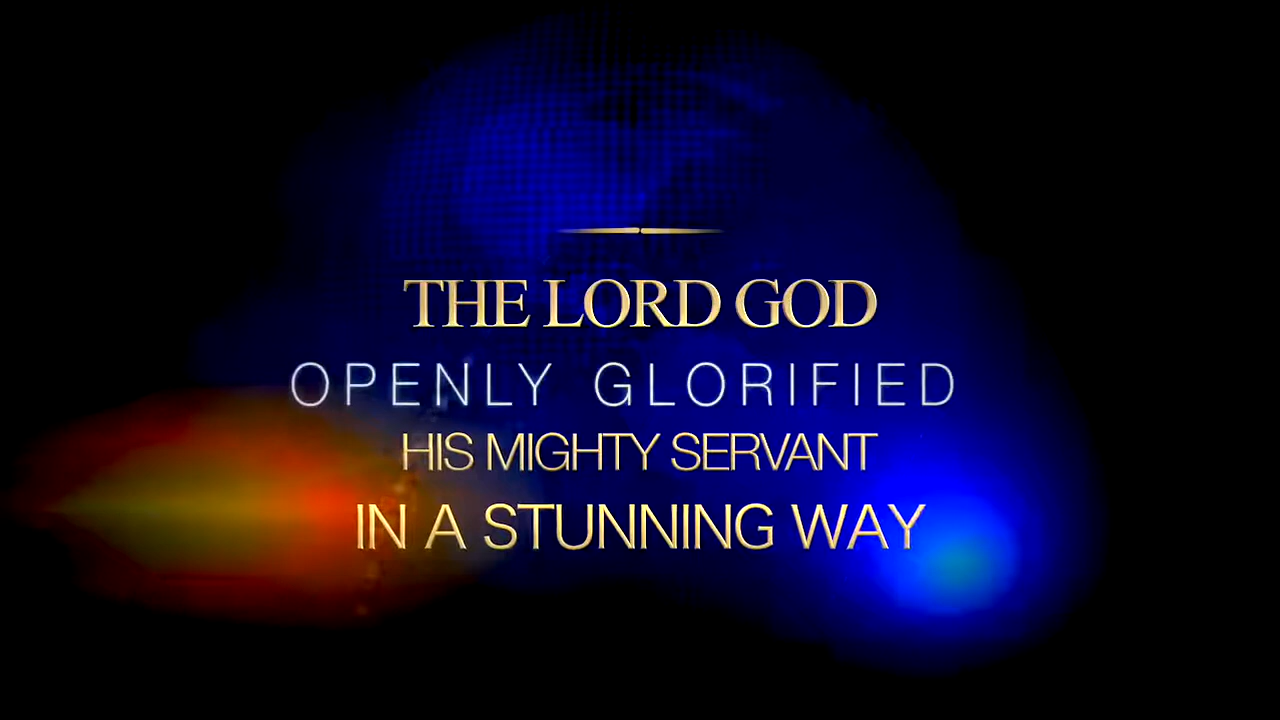 THE LORD GOD
OPENLY GLORIFIED
HIS MIGHTY SERVANT
IN A STUNNING WAY